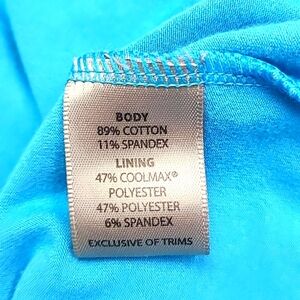 BODY
89% COTTON
11% SPANDEX
LINING
47% COOLMAX®
POLYESTER
47% POLYESTER
6% SPANDEX
EXCLUSIVE OF TRIMS